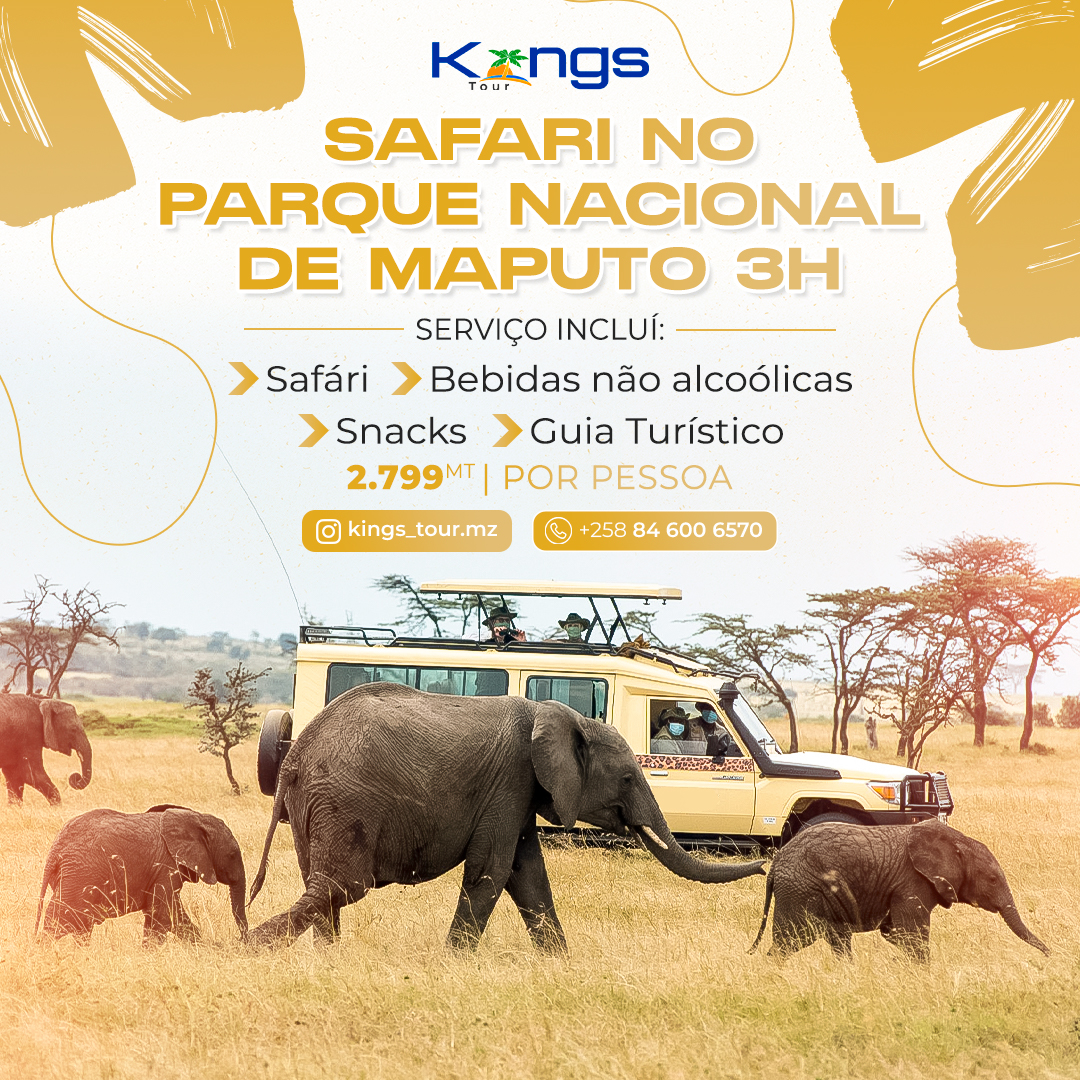 Kings
Tour
SAFARI NO
PARQUE NACIONAL
DE MAPUTO 3H
SERVIÇO INCLUÍ:
Safári Bebidas não alcoólicas
Snacks Guia Turístico
2.799MT | POR PESSOA
kings_tour.mz +258 84 600 6570